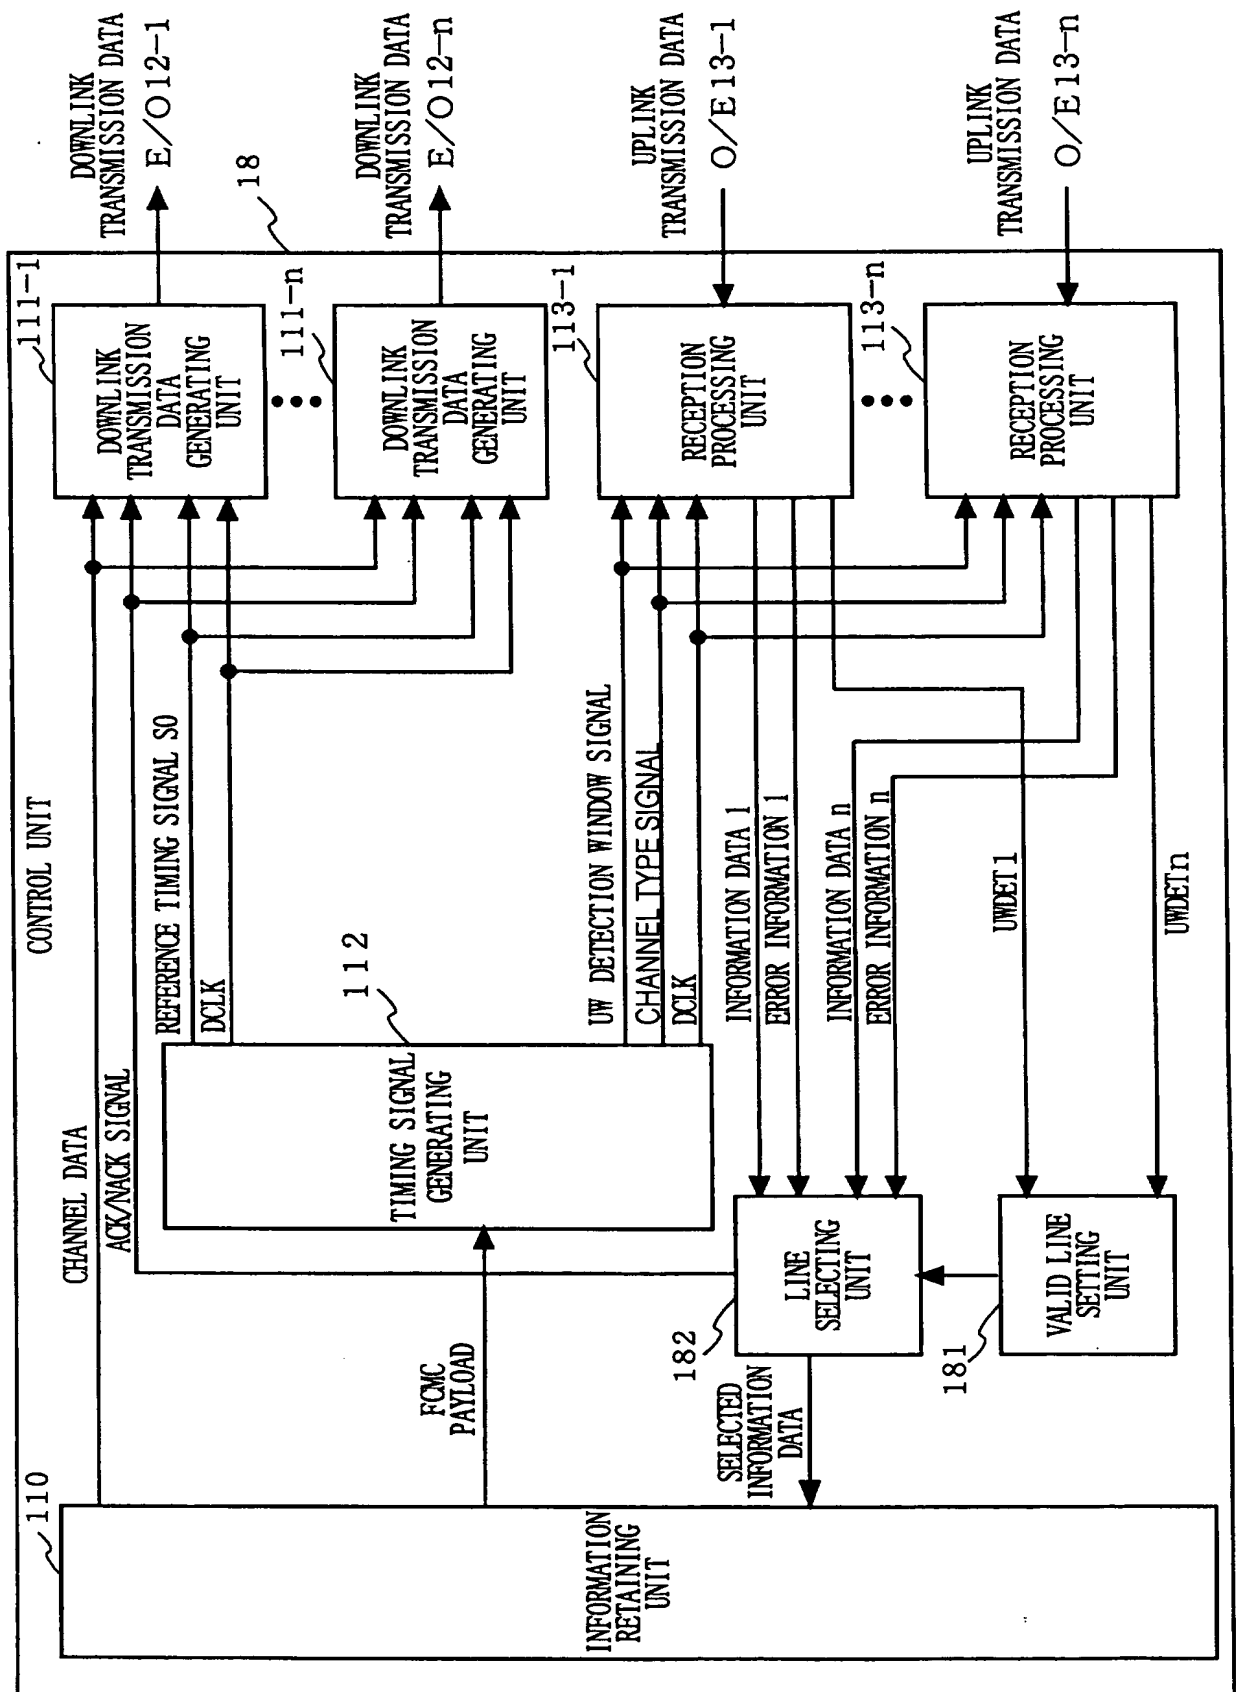 CONTROL UNIT
18
110
INFORMATION
RETAINING
UNIT
CHANNEL DATA
ACK/NACK SIGNAL
FCMC
PAYLOAD
SELECTED
INFORMATION
DATA
TIMING SIGNAL
GENERATING
UNIT
112
REFERENCE TIMING SIGNAL S0
DCLK
UW DETECTION WINDOW SIGNAL
CHANNEL TYPE SIGNAL
DCLK
INFORMATION DATA 1
ERROR INFORMATION 1
INFORMATION DATA n
ERROR INFORMATION n
UWDET1
UWDETn
182
LINE
SELECTING
UNIT
181
VALID LINE
SETTING
UNIT
111-1
DOWNLINK
TRANSMISSION
DATA
GENERATING
UNIT
111-n
DOWNLINK
TRANSMISSION
DATA
GENERATING
UNIT
113-1
RECEPTION
PROCESSING
UNIT
113-n
RECEPTION
PROCESSING
UNIT
DOWNLINK
TRANSMISSION DATA
E/O12-1
DOWNLINK
TRANSMISSION DATA
E/O12-n
UPLINK
TRANSMISSION DATA
O/E13-1
UPLINK
TRANSMISSION DATA
O/E13-n